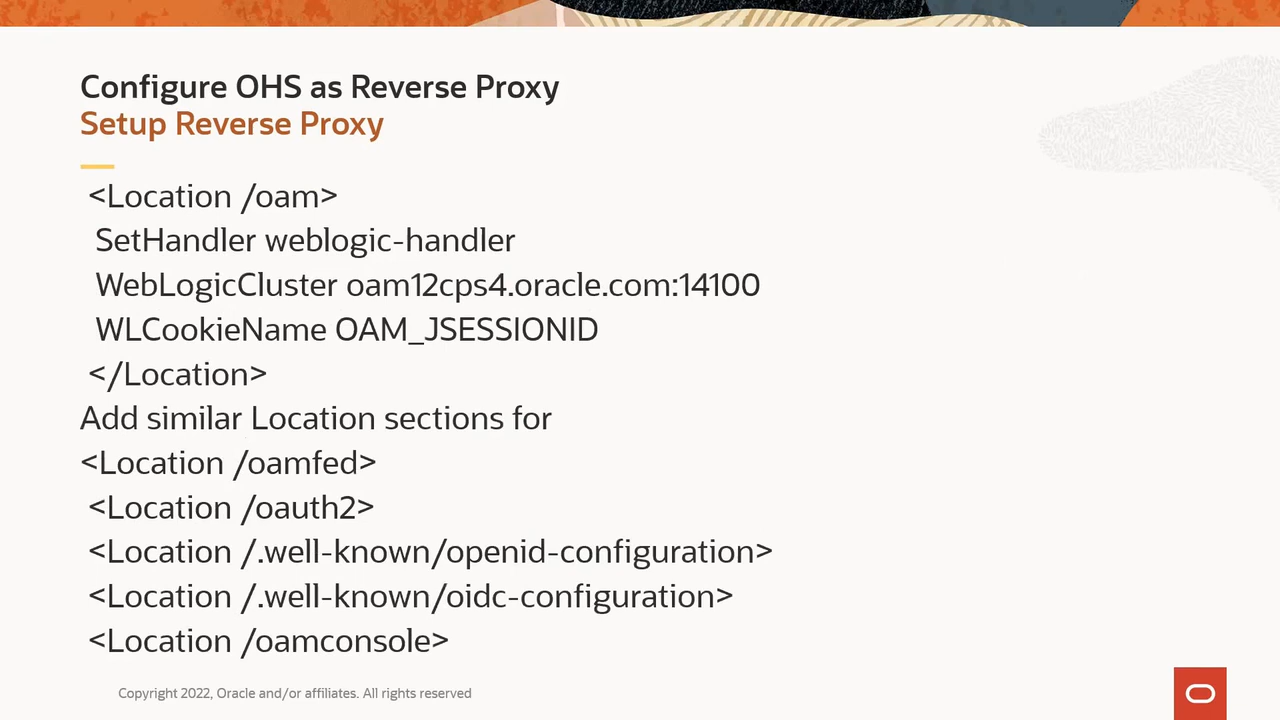 Configure OHS as Reverse Proxy
Setup Reverse Proxy
<Location /oam>
SetHandler weblogic-handler
WebLogicCluster oam12cps4.oracle.com:14100
WLCookieName OAM_JSESSIONID
</Location>
Add similar Location sections for
<Location /oamfed>
<Location /oauth2>
<Location /.well-known/openid-configuration>
<Location /.well-known/oidc-configuration>
<Location /oamconsole>
Copyright 2022, Oracle and/or affiliates. All rights reserved